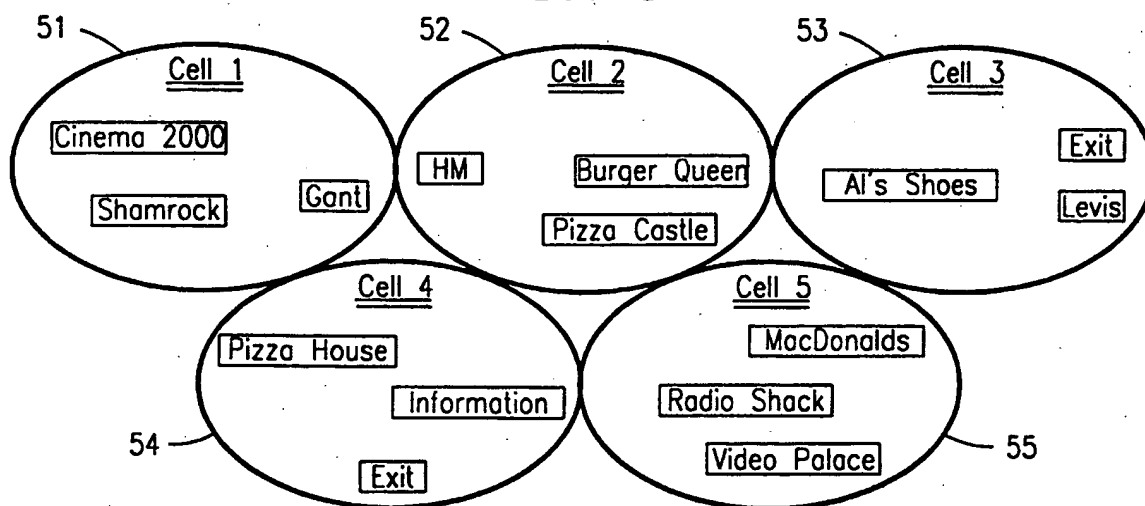 51
52
53
Cell 1
Cell 2
Cell 3
Cinema 2000
Shamrock
Gant
HM
Burger Queen
Pizza Castle
Al's Shoes
Exit
Levis
Cell 4
Cell 5
Pizza House
Information
Exit
MacDonalds
Radio Shack
Video Palace
54
55